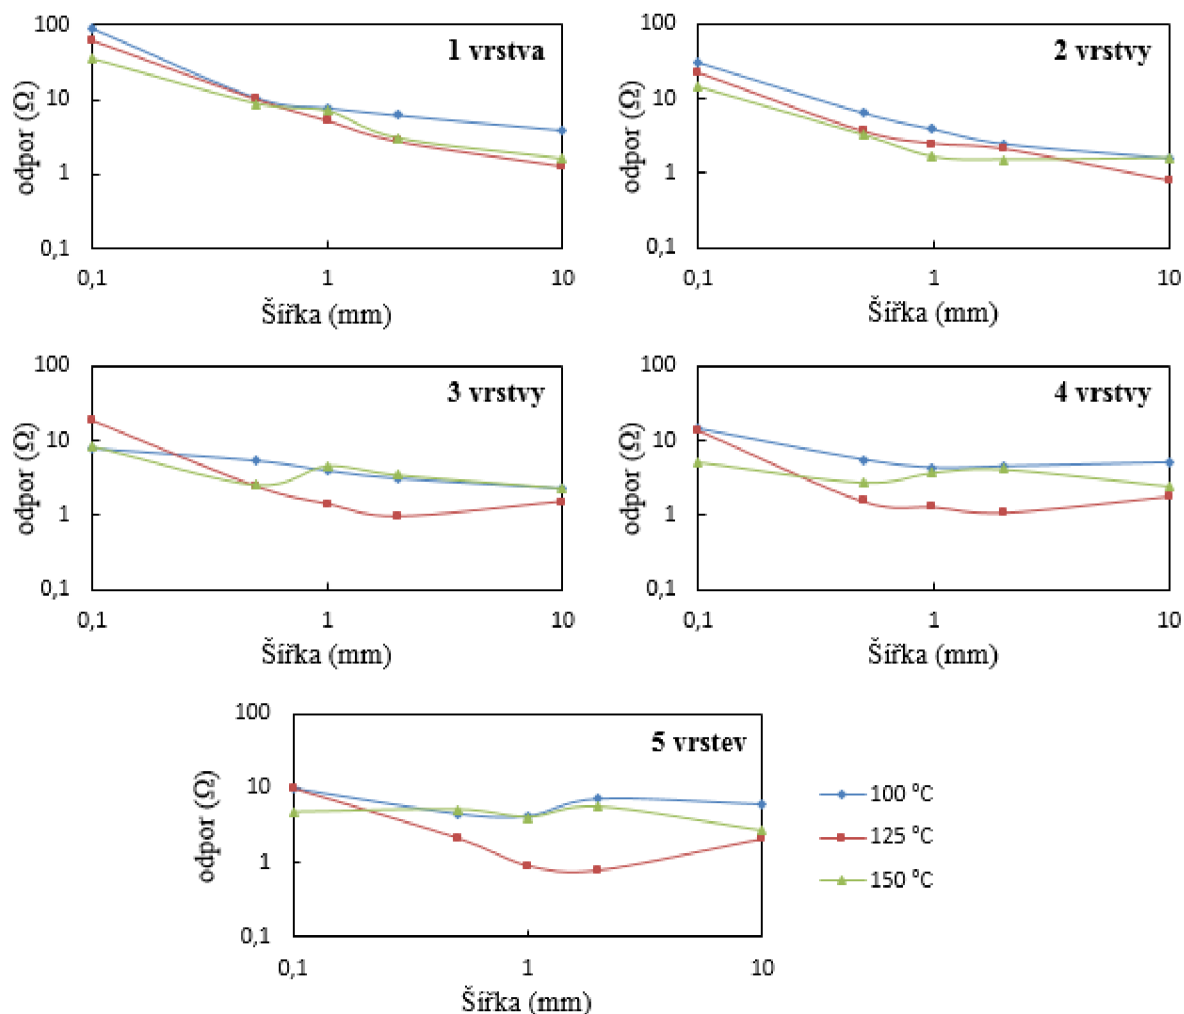 1 vrstva
odpor (Ω)
100
10
1
0,1
0,1 1 10
Šířka (mm)
2 vrstvy
odpor (Ω)
100
10
1
0,1
0,1 1 10
Šířka (mm)
3 vrstvy
odpor (Ω)
100
10
1
0,1
0,1 1 10
Šířka (mm)
4 vrstvy
odpor (Ω)
100
10
1
0,1
0,1 1 10
Šířka (mm)
5 vrstev
odpor (Ω)
100
10
1
0,1
0,1 1 10
Šířka (mm)
100 ⁰C
125 ⁰C
150 ⁰C